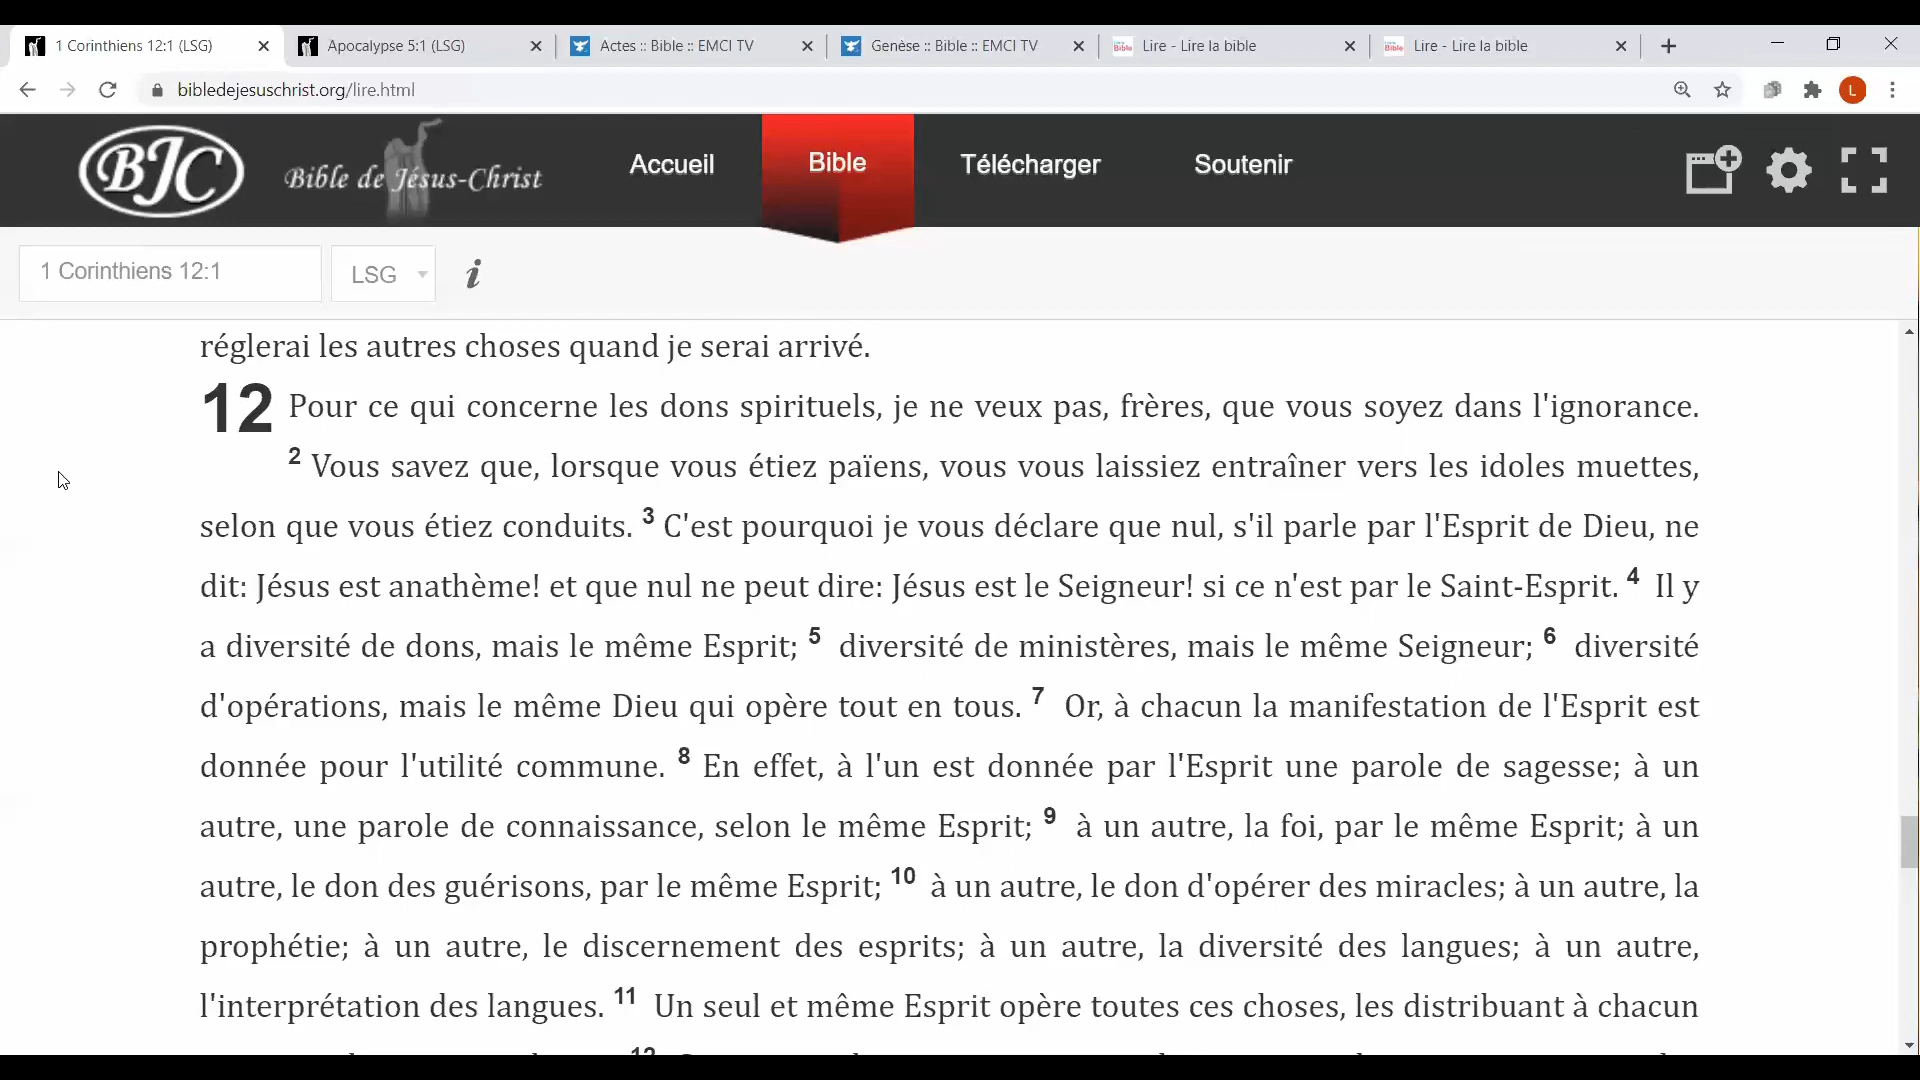 1 Corinthiens 12:1 (LSG)
Apocalypse 5:1 (LSG)
Actes :: Bible :: EMCI TV
Genèse :: Bible :: EMCI TV
Bible Lire - Lire la bible
Bible Lire - Lire la bible
bibledejesuschrist.org/lire.html
L
BJC
Bible de Jésus-Christ
Accueil
Bible
Télécharger
Soutenir
1 Corinthiens 12:1
LSG
i
réglerai les autres choses quand je serai arrivé.
12 Pour ce qui concerne les dons spirituels, je ne veux pas, frères, que vous soyez dans l'ignorance.
2 Vous savez que, lorsque vous étiez païens, vous vous laissiez entraîner vers les idoles muettes,
selon que vous étiez conduits. 3 C'est pourquoi je vous déclare que nul, s'il parle par l'Esprit de Dieu, ne
dit: Jésus est anathème! et que nul ne peut dire: Jésus est le Seigneur! si ce n'est par le Saint-Esprit. 4 Il y
a diversité de dons, mais le même Esprit; 5 diversité de ministères, mais le même Seigneur; 6 diversité
d'opérations, mais le même Dieu qui opère tout en tous. 7 Or, à chacun la manifestation de l'Esprit est
donnée pour l'utilité commune. 8 En effet, à l'un est donnée par l'Esprit une parole de sagesse; à un
autre, une parole de connaissance, selon le même Esprit; 9 à un autre, la foi, par le même Esprit; à un
autre, le don des guérisons, par le même Esprit; 10 à un autre, le don d'opérer des miracles; à un autre, la
prophétie; à un autre, le discernement des esprits; à un autre, la diversité des langues; à un autre,
l'interprétation des langues. 11 Un seul et même Esprit opère toutes ces choses, les distribuant à chacun
12